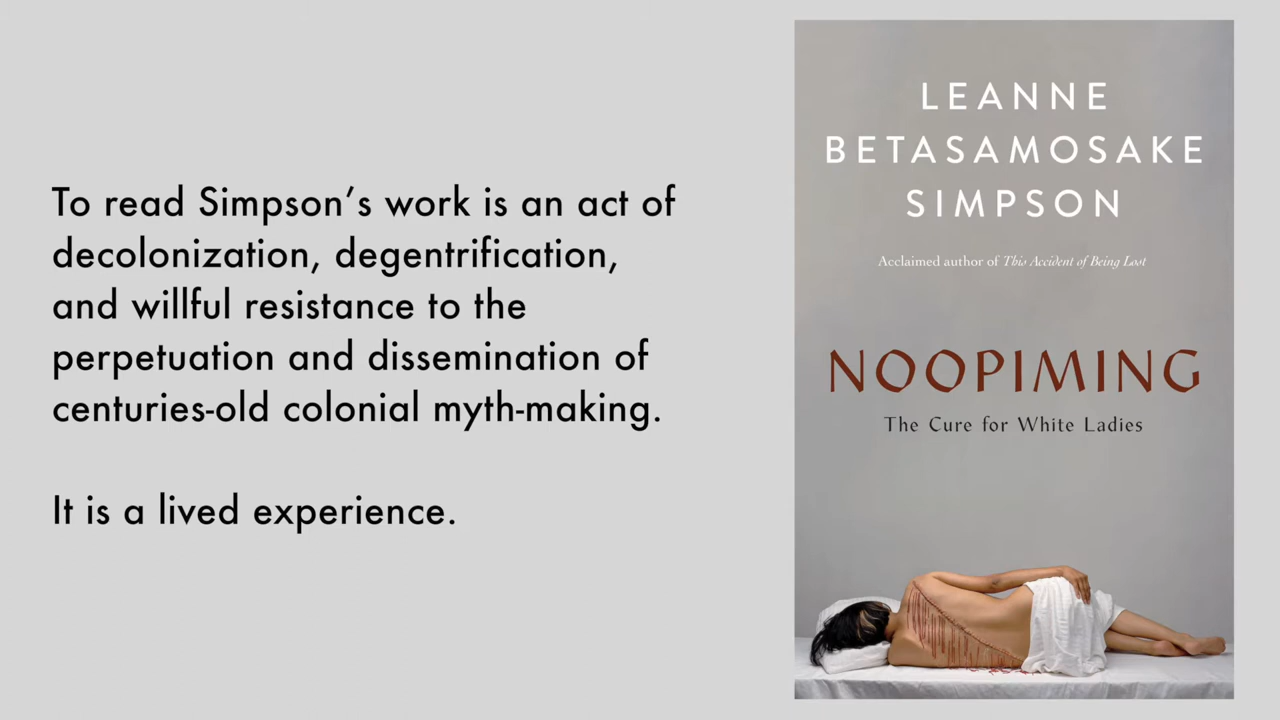 To read Simpson’s work is an act of
decolonization, degentrification,
and willful resistance to the
perpetuation and dissemination of
centuries-old colonial myth-making.
It is a lived experience.
LEANNE
BETASAMOSAKE
SIMPSON
Acclaimed author of This Accident of Being Lost
NOOPIMING
The Cure for White Ladies